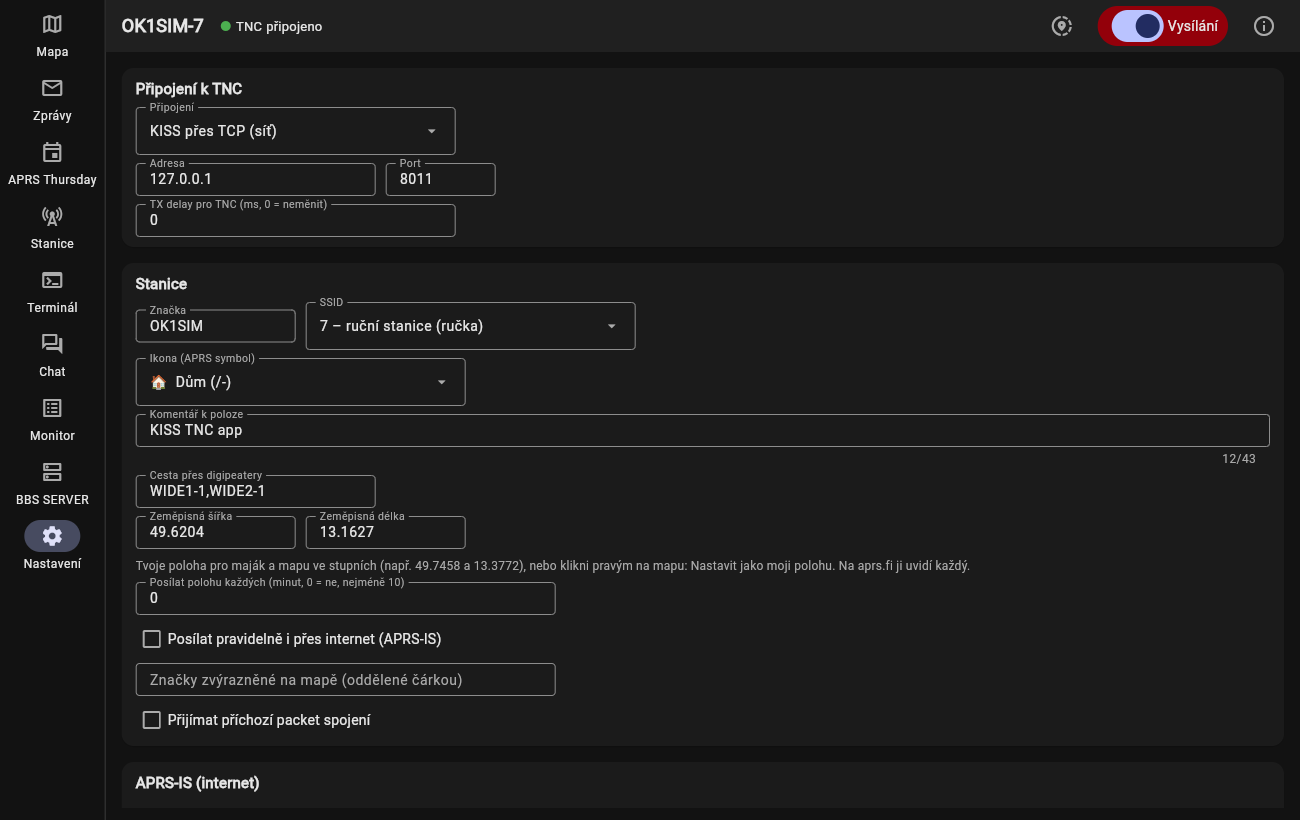 OK1SIM-7
TNC připojeno
Vysílání
Mapa
Zprávy
APRS Thursday
Stanice
Terminál
Chat
Monitor
BBS SERVER
Nastavení
Připojení k TNC
Připojení
KISS přes TCP (síť)
Adresa
127.0.0.1
Port
8011
TX delay pro TNC (ms, 0 = neměnit)
0
Stanice
Značka
OK1SIM
SSID
7 – ruční stanice (ručka)
Ikona (APRS symbol)
Dům (/-)
Komentář k poloze
KISS TNC app
12/43
Cesta přes digipeatery
WIDE1-1,WIDE2-1
Zeměpisná šířka
49.6204
Zeměpisná délka
13.1627
Tvoje poloha pro maják a mapu ve stupních (např. 49.7458 a 13.3772), nebo klikni pravým na mapu: Nastavit jako moji polohu. Na aprs.fi ji uvidí každý.
Posílat polohu každých (minut, 0 = ne, nejméně 10)
0
Posílat pravidelně i přes internet (APRS-IS)
Značky zvýrazněné na mapě (oddělené čárkou)
Přijímat příchozí packet spojení
APRS-IS (internet)